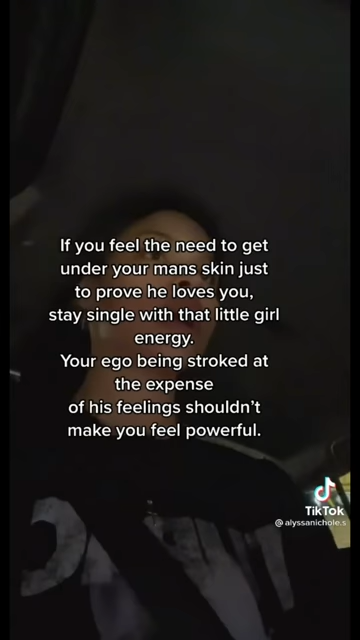 If you feel the need to get
under your mans skin just
to prove he loves you,
stay single with that little girl
energy.
Your ego being stroked at
the expense
of his feelings shouldn't
make you feel powerful.
TikTok
@alyssanichole.s